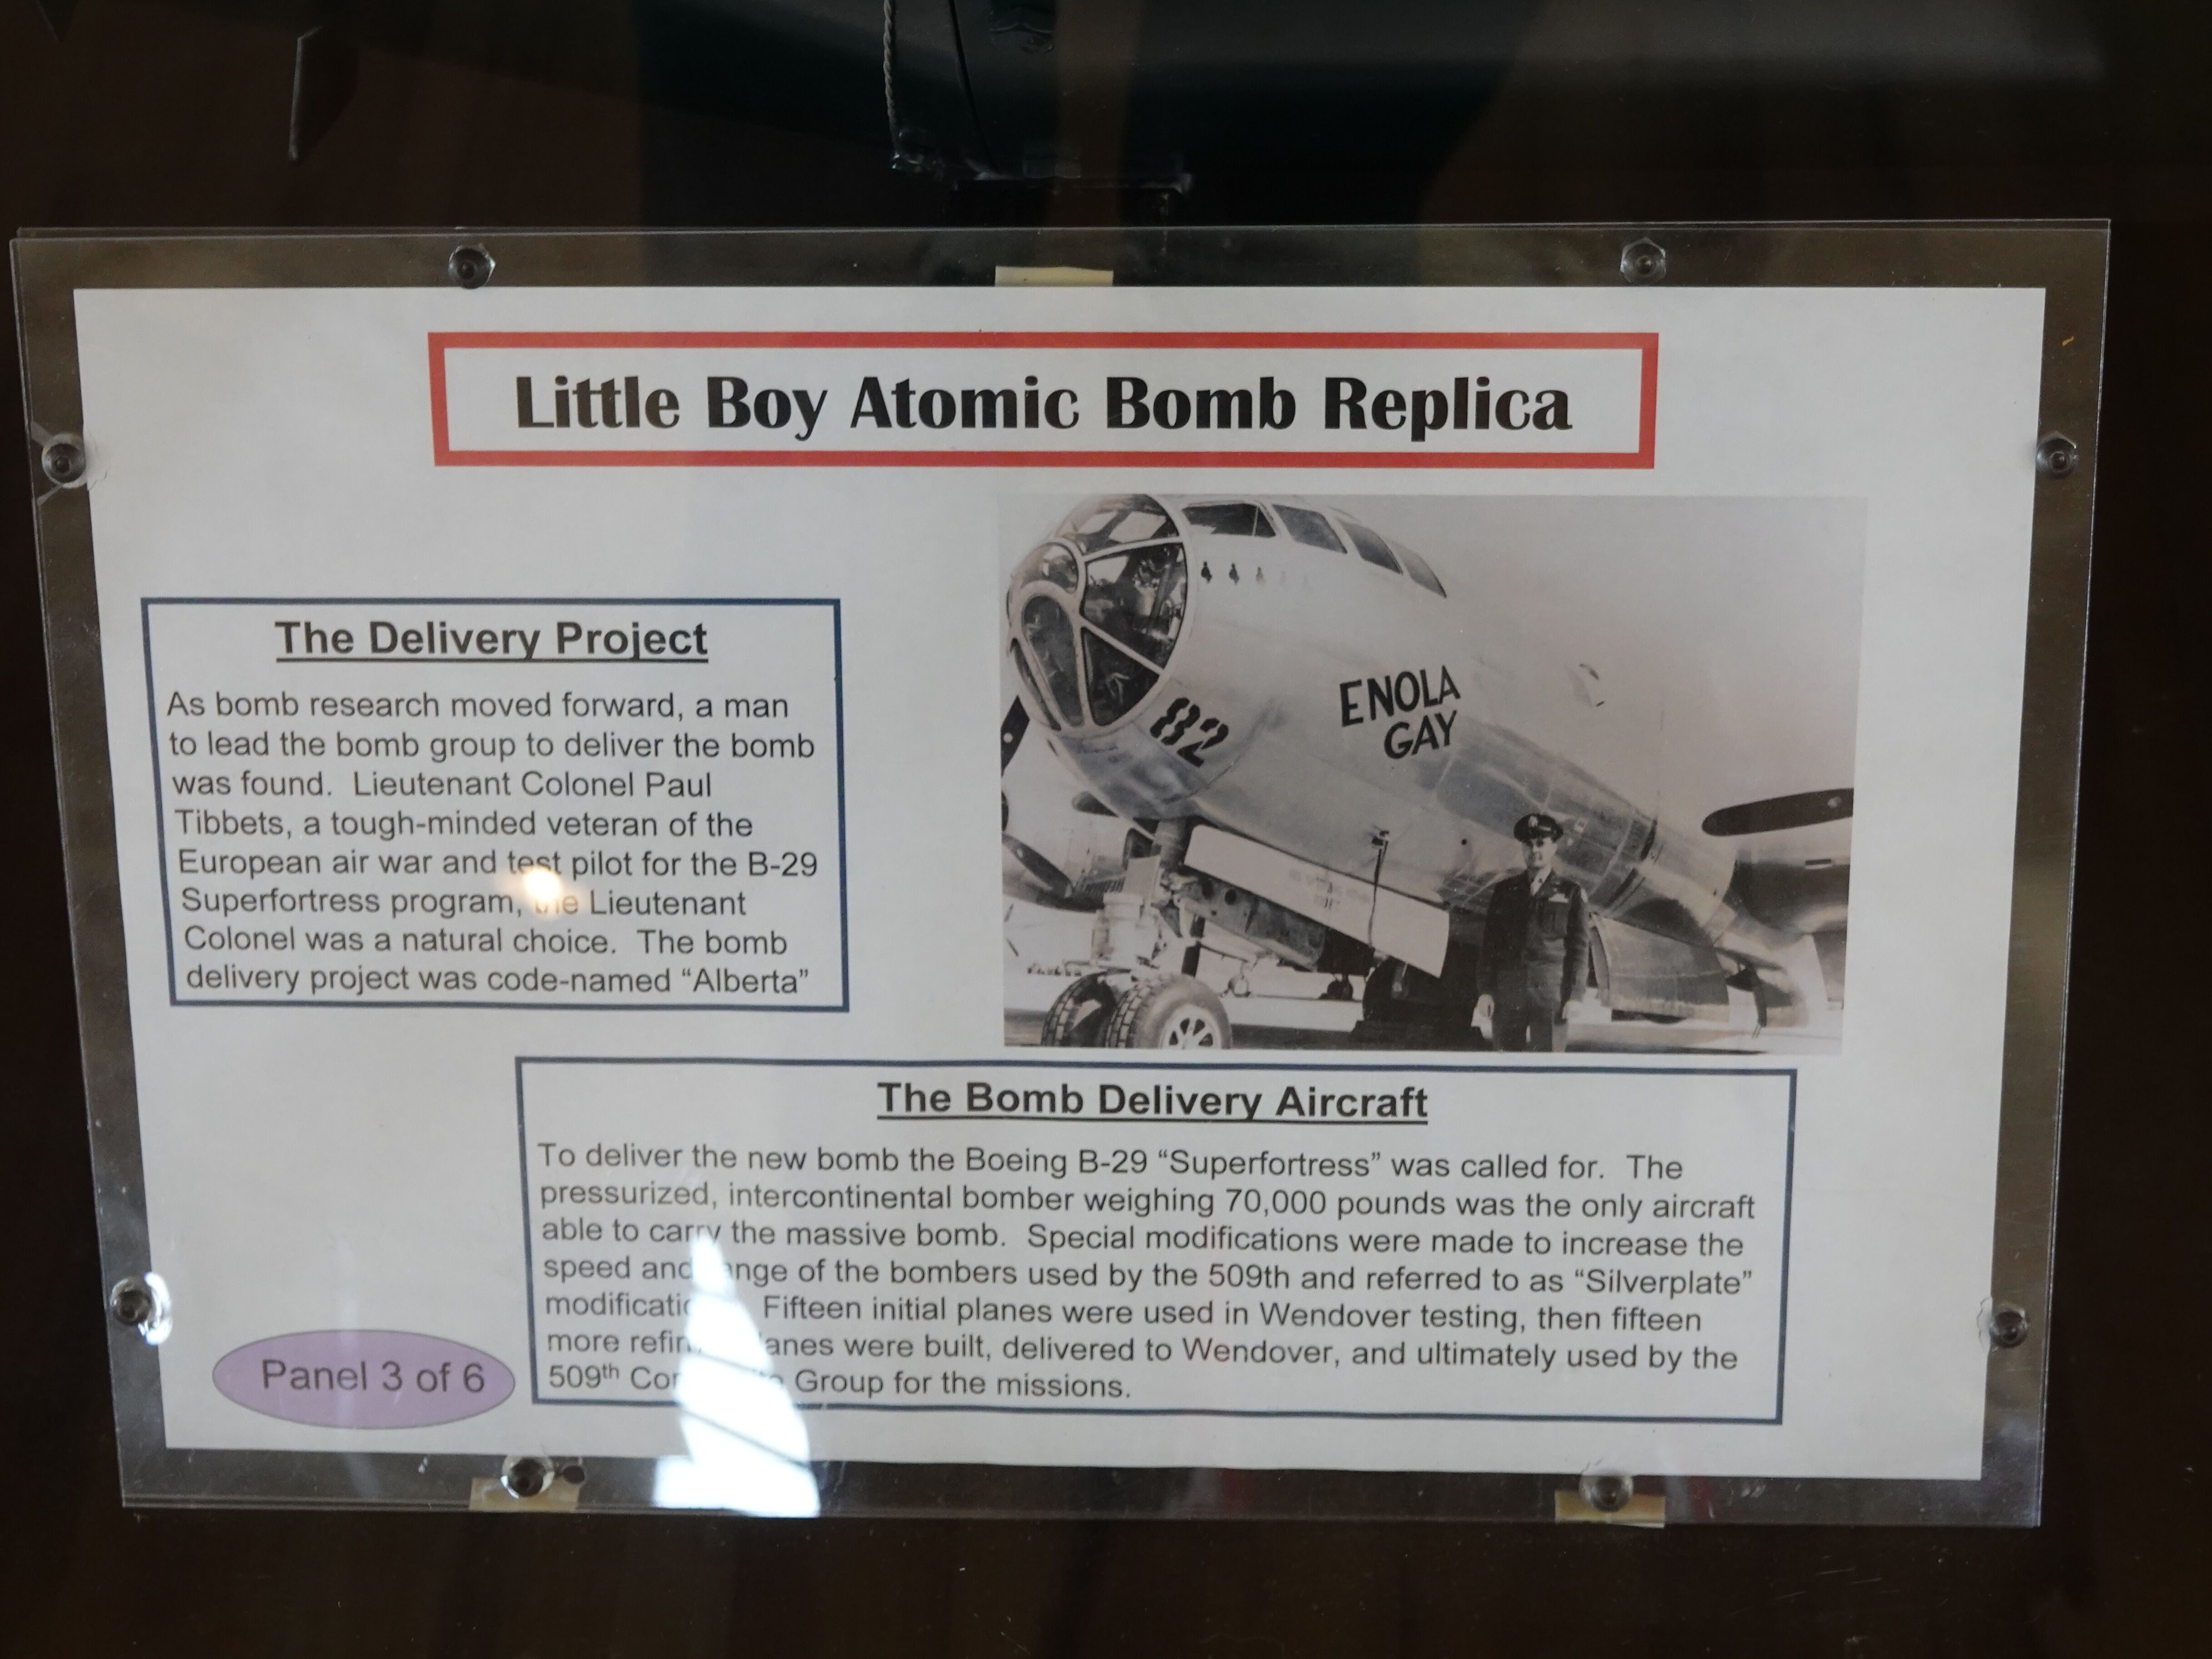 Little Boy Atomic Bomb Replica
The Delivery Project
As bomb research moved forward, a man
to lead the bomb group to deliver the bomb
was found.  Lieutenant Colonel Paul
Tibbets, a tough-minded veteran of the
European air war and test pilot for the B-29
Superfortress program, the Lieutenant
Colonel was a natural choice.  The bomb
delivery project was code-named “Alberta”
82
ENOLA
GAY
The Bomb Delivery Aircraft
To deliver the new bomb the Boeing B-29 “Superfortress” was called for.  The
pressurized, intercontinental bomber weighing 70,000 pounds was the only aircraft
able to carry the massive bomb.  Special modifications were made to increase the
speed and range of the bombers used by the 509th and referred to as “Silverplate”
Fifteen initial planes were used in Wendover testing, then fifteen
more planes were built, delivered to Wendover, and ultimately used by the
509th Group for the missions.
Panel 3 of 6